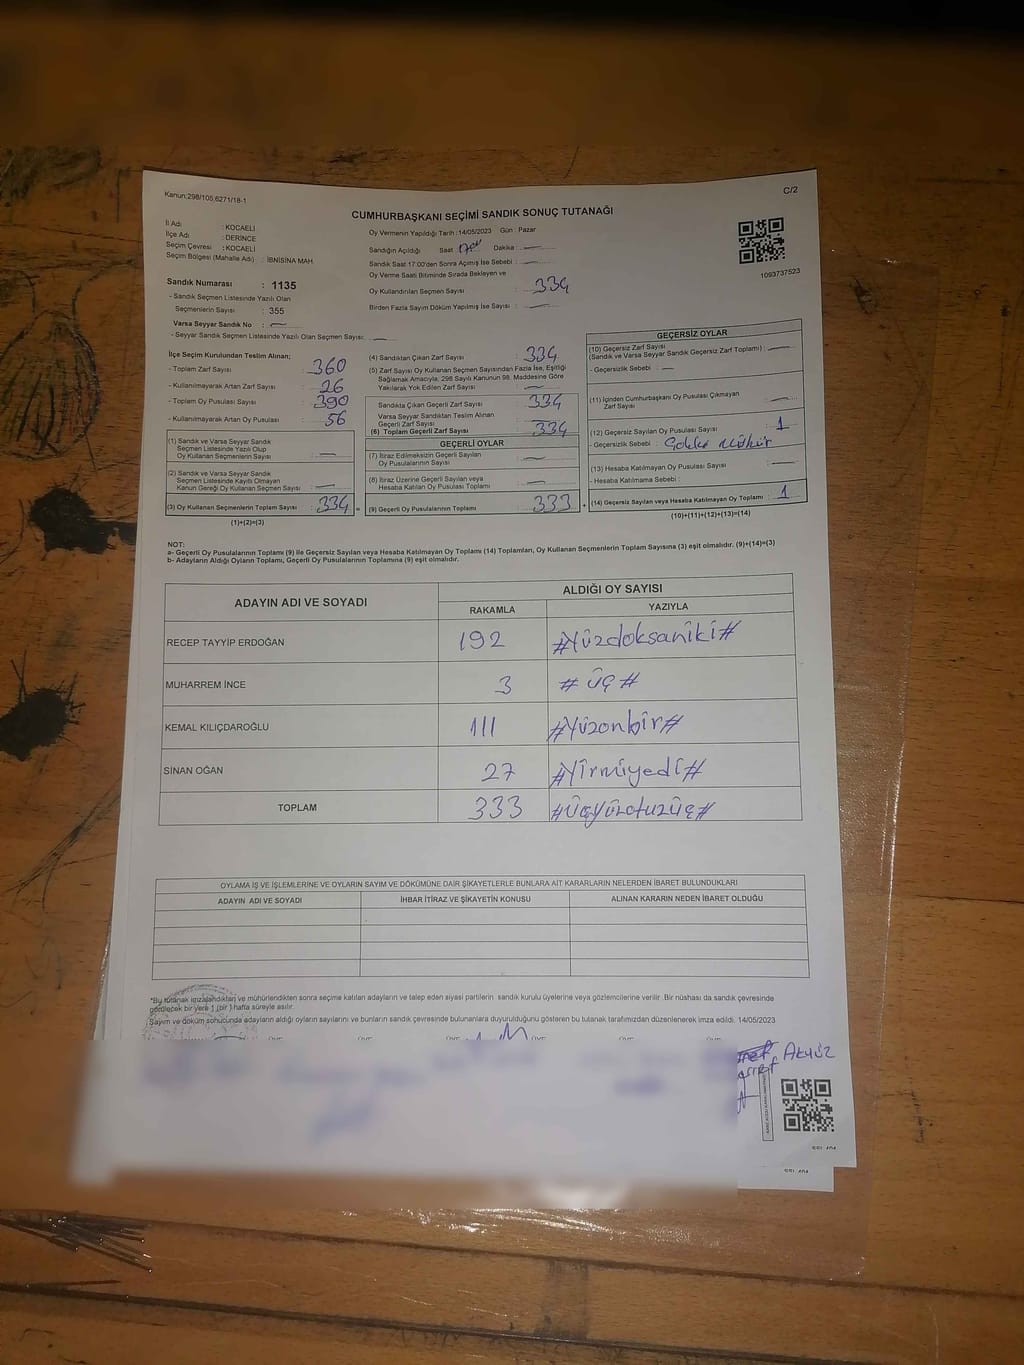 Kanun:298/105,6271/18-1
C/2
CUMHURBAŞKANI SEÇİMİ SANDIK SONUÇ TUTANAĞI
İl Adı : KOCAELİ
İlçe Adı : DERİNCE
Seçim Çevresi : KOCAELİ
Seçim Bölgesi (Mahalle Adı) : İBNİSİNA MAH.
Sandık Numarası : 1135
- Sandık Seçmen Listesinde Yazılı Olan
Seçmenlerin Sayısı : 355
Varsa Seyyar Sandık No :
- Seyyar Sandık Seçmen Listesinde Yazılı Olan Seçmen Sayısı:
Oy Vermenin Yapıldığı Tarih :14/05/2023 Gün : Pazar
Sandığın Açıldığı Saat Dakika :
Sandık Saat 17:00'den Sonra Açımış İse Sebebi :
Oy Verme Saati Bitiminde Sırada Bekleyen ve
Oy Kullandırılan Seçmen Sayısı : 334
Birden Fazla Sayım Döküm Yapılmış İse Sayısı :
1093737523
İlçe Seçim Kurulundan Teslim Alınan;
- Toplam Zarf Sayısı : 360
- Kullanılmayarak Artan Zarf Sayısı : 26
- Toplam Oy Pusulası Sayısı : 390
- Kullanılmayarak Artan Oy Pusulası : 56
(1) Sandık ve Varsa Seyyar Sandık
Seçmen Listesinde Yazılı Olup
Oy Kullanan Seçmenlerin Sayısı :
(2) Sandık ve Varsa Seyyar Sandık
Seçmen Listesinde Kayıtlı Olmayan
Kanun Gereği Oy Kullanan Seçmen Sayısı :
(3) Oy Kullanan Seçmenlerin Toplam Sayısı : 334 =
(1)+(2)=(3)
(4) Sandıktan Çıkan Zarf Sayısı : 334
(5) Zarf Sayısı Oy Kullanan Seçmen Sayısından Fazla İse, Eşitliği
Sağlamak Amacıyla, 298 Sayılı Kanunun 98. Maddesine Göre
Yakılarak Yok Edilen Zarf Sayısı :
Sandıkta Çıkan Geçerli Zarf Sayısı : 334
Varsa Seyyar Sandıktan Teslim Alınan
Geçerli Zarf Sayısı :
(6) Toplam Geçerli Zarf Sayısı : 334
GEÇERLİ OYLAR
(7) İtiraz Edilmeksizin Geçerli Sayılan
Oy Pusulalarının Sayısı :
(8) İtiraz Üzerine Geçerli Sayılan veya
Hesaba Katılan Oy Pusulası Toplamı :
(9) Geçerli Oy Pusulalarının Toplamı : 333 +
GEÇERSİZ OYLAR
(10) Geçersiz Zarf Sayısı
(Sandık ve Varsa Seyyar Sandık Geçersiz Zarf Toplamı) :
- Geçersizlik Sebebi :
(11) İçinden Cumhurbaşkanı Oy Pusulası Çıkmayan
Zarf Sayısı :
(12) Geçersiz Sayılan Oy Pusulası Sayısı : 1
- Geçersizlik Sebebi : Mühür
(13) Hesaba Katılmayan Oy Pusulası Sayısı :
- Hesaba Katılmama Sebebi :
(14) Geçersiz Sayılan veya Hesaba Katılmayan Oy Toplamı : 1
(10)+(11)+(12)+(13)=(14)
NOT:
a- Geçerli Oy Pusulalarının Toplamı (9) ile Geçersiz Sayılan veya Hesaba Katılmayan Oy Toplamı (14) Toplamları, Oy Kullanan Seçmenlerin Toplam Sayısına (3) eşit olmalıdır. (9)+(14)=(3)
b- Adayların Aldığı Oyların Toplamı, Geçerli Oy Pusulalarının Toplamına (9) eşit olmalıdır.
ADAYIN ADI VE SOYADI ALDIĞI OY SAYISI
RAKAMLA YAZIYLA
RECEP TAYYİP ERDOĞAN 192 #Yüzdoksaniki#
MUHARREM İNCE 3 #ÜÇ#
KEMAL KILIÇDAROĞLU 111 #Yüzonbir#
SİNAN OĞAN 27 #Yirmiyedi#
TOPLAM 333 #Üçyüzotuzüç#
OYLAMA İŞ VE İŞLEMLERİNE VE OYLARIN SAYIM VE DÖKÜMÜNE DAİR ŞİKAYETLERLE BUNLARA AİT KARARLARIN NELERDEN İBARET BULUNDUKLARI
ADAYIN ADI VE SOYADI İHBAR İTİRAZ VE ŞİKAYETİN KONUSU ALINAN KARARIN NEDEN İBARET OLDUĞU
*Bu tutanak imzalandıktan ve mühürlendikten sonra seçime katılan adayların ve talep eden siyasi partilerin sandık kurulu üyelerine veya gözlemcilerine verilir. Bir nüshası da sandık çevresinde
görülecek bir yere 1 (bir) hafta süreyle asılır.
Sayım ve döküm sonucunda adayların aldığı oyların sayılarını ve bunların sandık çevresinde bulunanlara duyurulduğunu gösteren bu tutanak tarafımızdan düzenlenerek imza edildi. 14/05/2023